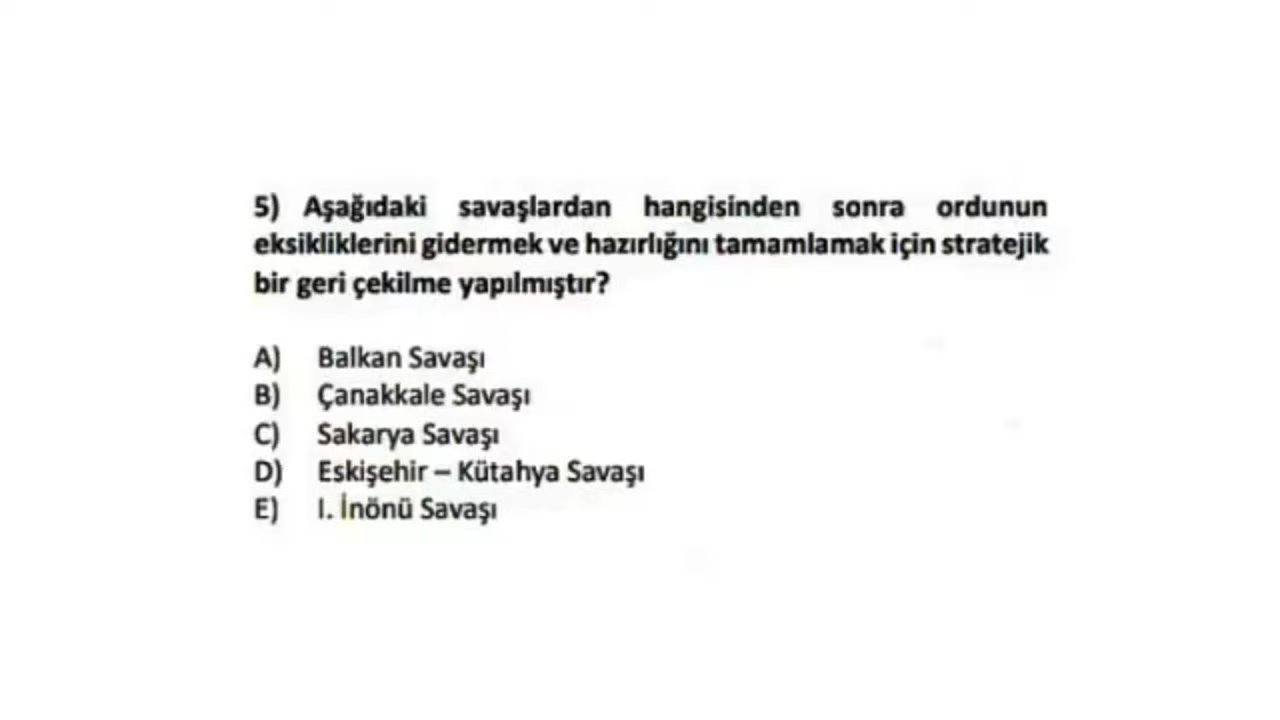 5) Aşağıdaki savaşlardan hangisinden sonra ordunun
eksikliklerini gidermek ve hazırlığını tamamlamak için stratejik
bir geri çekilme yapılmıştır?
A) Balkan Savaşı
B) Çanakkale Savaşı
C) Sakarya Savaşı
D) Eskişehir – Kütahya Savaşı
E) I. İnönü Savaşı